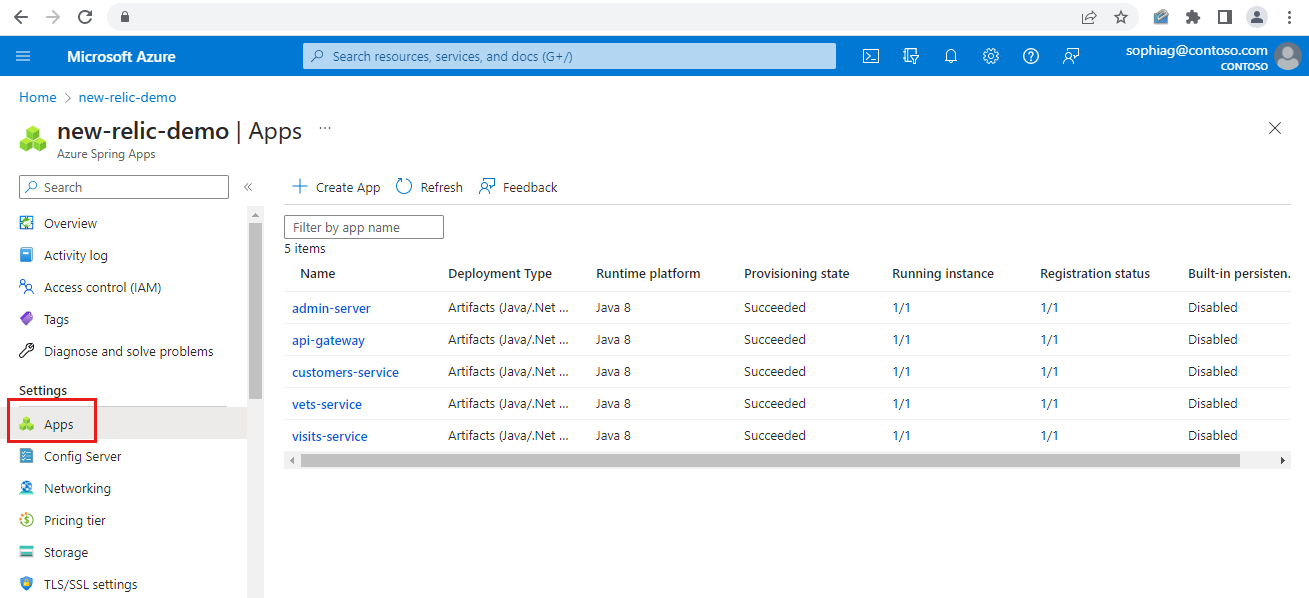 Microsoft Azure
Search resources, services, and docs (G+/)
sophiag@contoso.com
CONTOSO
Home > new-relic-demo
new-relic-demo | Apps ...
Azure Spring Apps
Search «
Create App Refresh Feedback
Overview
Activity log
Access control (IAM)
Tags
Diagnose and solve problems
Settings
Apps
Config Server
Networking
Pricing tier
Storage
TLS/SSL settings
Filter by app name
5 items
Name Deployment Type Runtime platform Provisioning state Running instance Registration status Built-in persisten.
admin-server Artifacts (Java/.Net ... Java 8 Succeeded 1/1 1/1 Disabled
api-gateway Artifacts (Java/.Net ... Java 8 Succeeded 1/1 1/1 Disabled
customers-service Artifacts (Java/.Net ... Java 8 Succeeded 1/1 1/1 Disabled
vets-service Artifacts (Java/.Net ... Java 8 Succeeded 1/1 1/1 Disabled
visits-service Artifacts (Java/.Net ... Java 8 Succeeded 1/1 1/1 Disabled